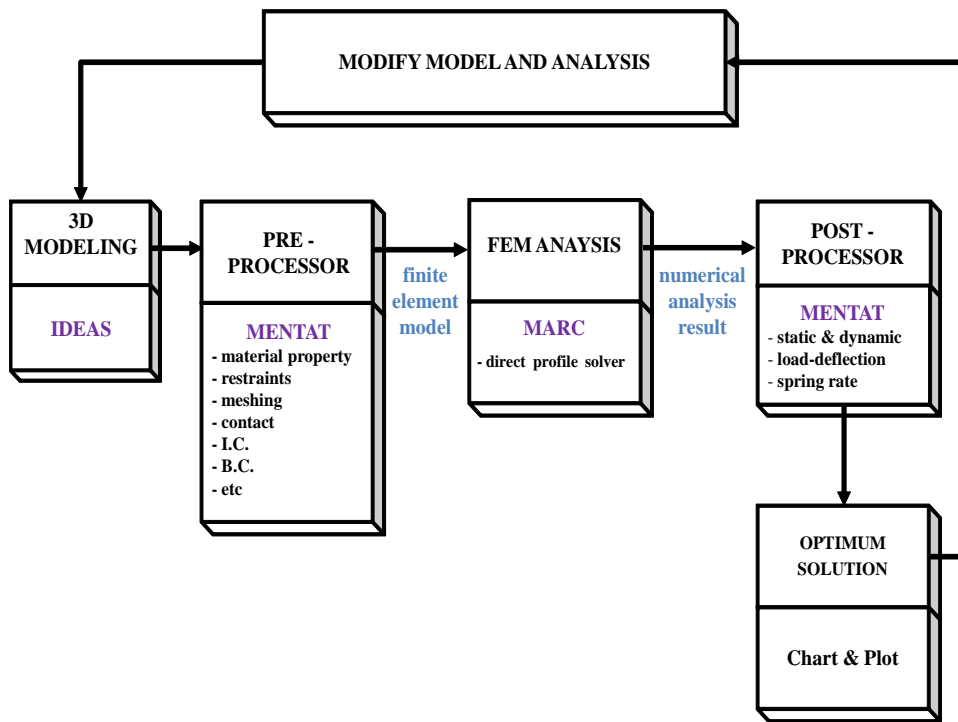 MODIFY MODEL AND ANALYSIS
3D
MODELING
IDEAS
PRE -
PROCESSOR
MENTAT
- material property
- restraints
- meshing
- contact
- I.C.
- B.C.
- etc
finite
element
model
FEM ANAYSIS
MARC
- direct profile solver
numerical
analysis
result
POST -
PROCESSOR
MENTAT
- static & dynamic
- load-deflection
- spring rate
OPTIMUM
SOLUTION
Chart & Plot